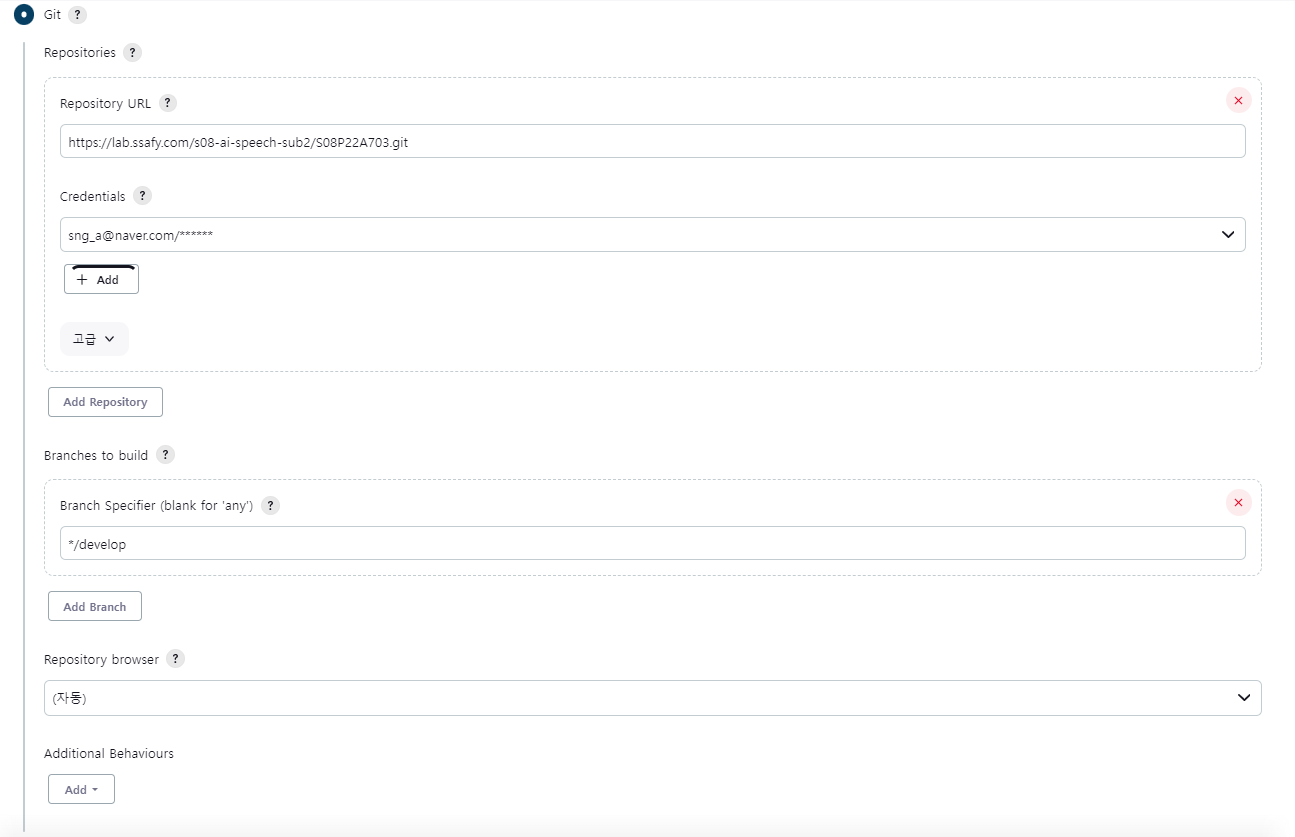 Git ?
Repositories ?
Repository URL ?
https://lab.ssafy.com/s08-ai-speech-sub2/S08P22A703.git
Credentials ?
sng_a@naver.com/******
+ Add
고급
Add Repository
Branches to build ?
Branch Specifier (blank for 'any') ?
*/develop
Add Branch
Repository browser ?
(자동)
Additional Behaviours
Add